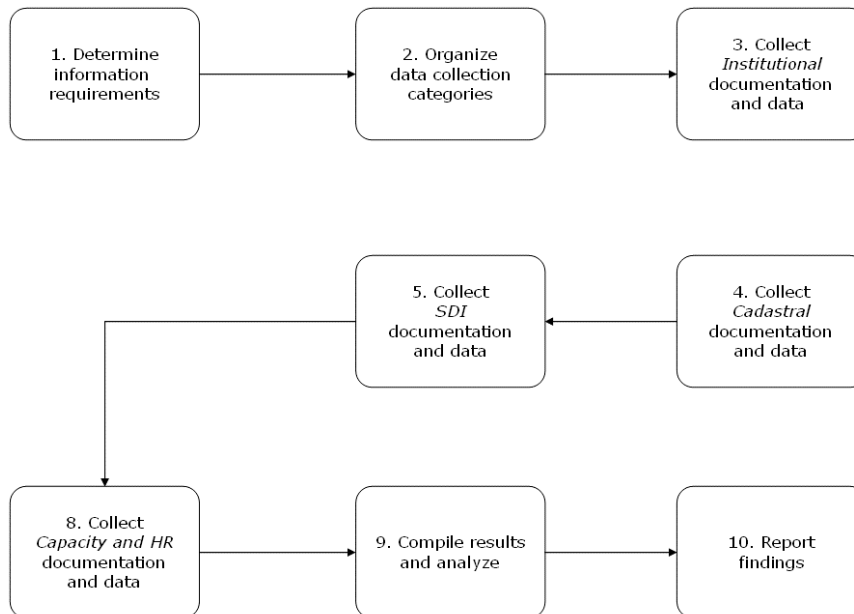 1. Determine
information
requirements
2. Organize
data collection
categories
3. Collect
Institutional
documentation
and data
4. Collect
Cadastral
documentation
and data
5. Collect
SDI
documentation
and data
8. Collect
Capacity and HR
documentation
and data
9. Compile results
and analyze
10. Report
findings